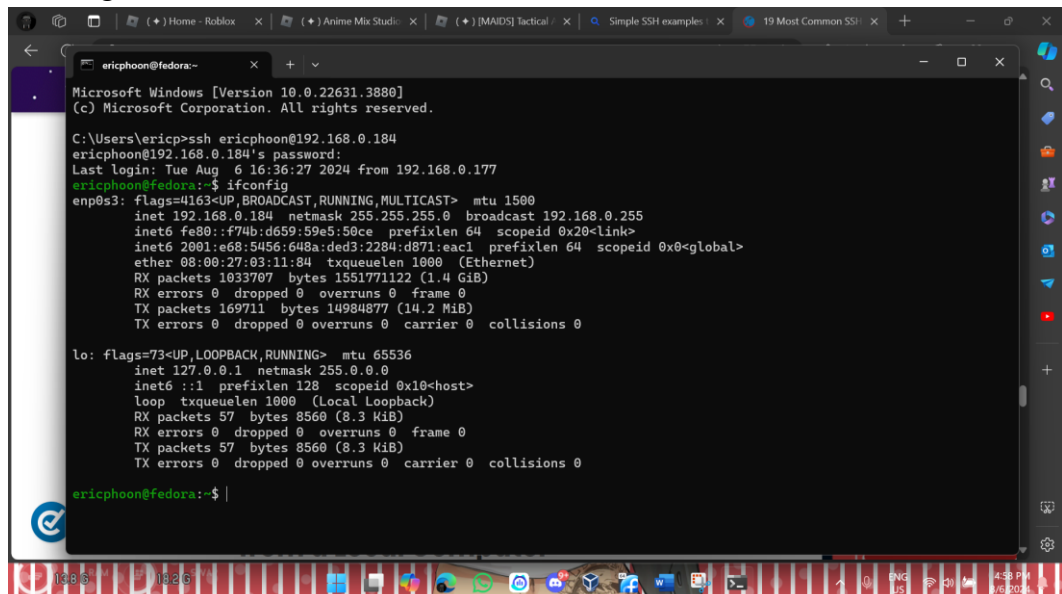 (+) Home - Roblox
(+) Anime Mix Studio
(+) [MAIDS] Tactical
Simple SSH examples
19 Most Common SSH
ericphoon@fedora:~
Microsoft Windows [Version 10.0.22631.3880]
(c) Microsoft Corporation. All rights reserved.
C:\Users\ericp>ssh ericphoon@192.168.0.184
ericphoon@192.168.0.184's password:
Last login: Tue Aug  6 16:36:27 2024 from 192.168.0.177
ericphoon@fedora:~$ ifconfig
enp0s3: flags=4163<UP,BROADCAST,RUNNING,MULTICAST>  mtu 1500
inet 192.168.0.184  netmask 255.255.255.0  broadcast 192.168.0.255
inet6 fe80::f74b:d659:59e5:50ce  prefixlen 64  scopeid 0x20<link>
inet6 2001:e68:5456:648a:ded3:2284:d871:eac1  prefixlen 64  scopeid 0x0<global>
ether 08:00:27:03:11:84  txqueuelen 1000  (Ethernet)
RX packets 1033707  bytes 1551771122 (1.4 GiB)
RX errors 0  dropped 0  overruns 0  frame 0
TX packets 169711  bytes 14984877 (14.2 MiB)
TX errors 0  dropped 0 overruns 0  carrier 0  collisions 0
lo: flags=73<UP,LOOPBACK,RUNNING>  mtu 65536
inet 127.0.0.1  netmask 255.0.0.0
inet6 ::1  prefixlen 128  scopeid 0x10<host>
loop  txqueuelen 1000  (Local Loopback)
RX packets 57  bytes 8560 (8.3 KiB)
RX errors 0  dropped 0  overruns 0  frame 0
TX packets 57  bytes 8560 (8.3 KiB)
TX errors 0  dropped 0 overruns 0  carrier 0  collisions 0
ericphoon@fedora:~$
ENG
US
4:58 PM